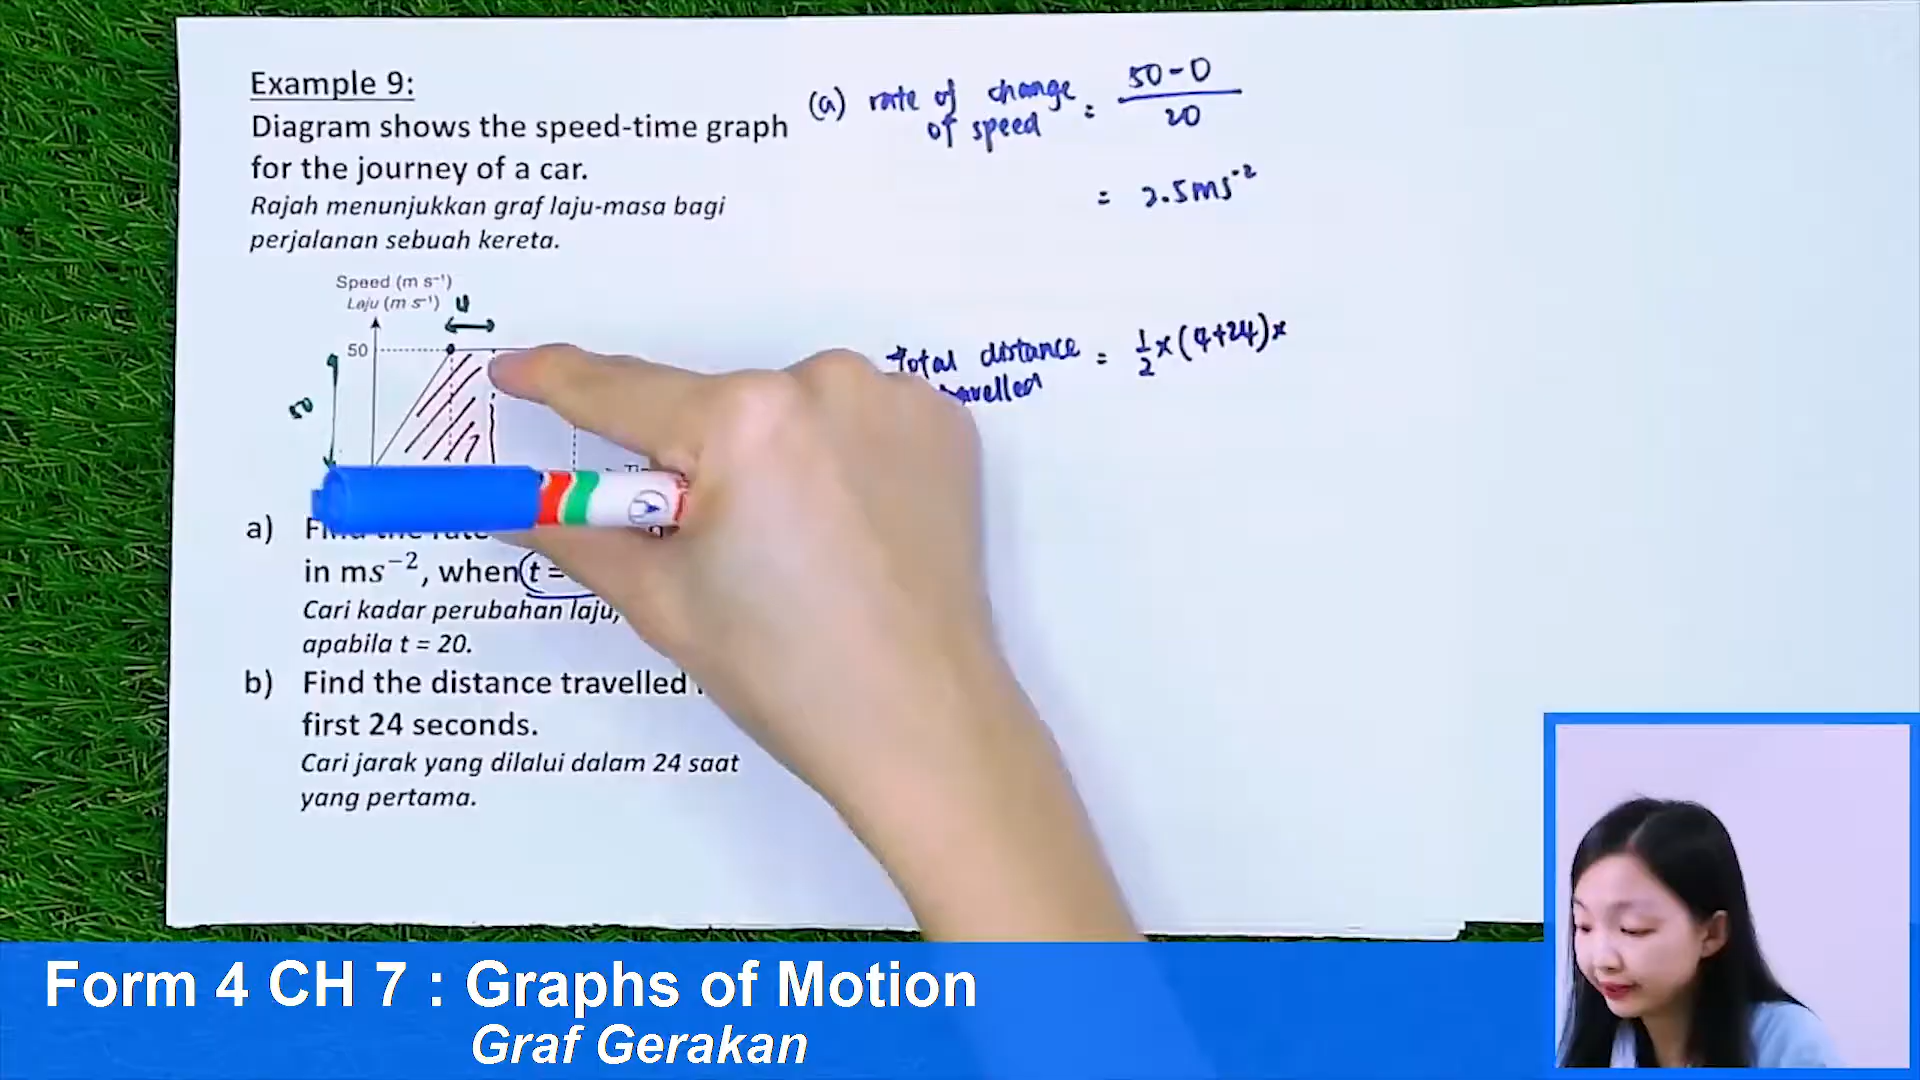 Example 9:
Diagram shows the speed-time graph
for the journey of a car.
Rajah menunjukkan graf laju-masa bagi
perjalanan sebuah kereta.
Speed (m s⁻¹)
Laju (m s⁻¹)
4
50
50
a)
in ms⁻², when t =
Cari kadar perubahan laju,
apabila t = 20.
b) Find the distance travelled
first 24 seconds.
Cari jarak yang dilalui dalam 24 saat
yang pertama.
(a) rate of change of speed = 50-0 / 20
= 2.5ms⁻²
Total distance travelled = 1/2 x (4+24) x
Form 4 CH 7 : Graphs of Motion
Graf Gerakan